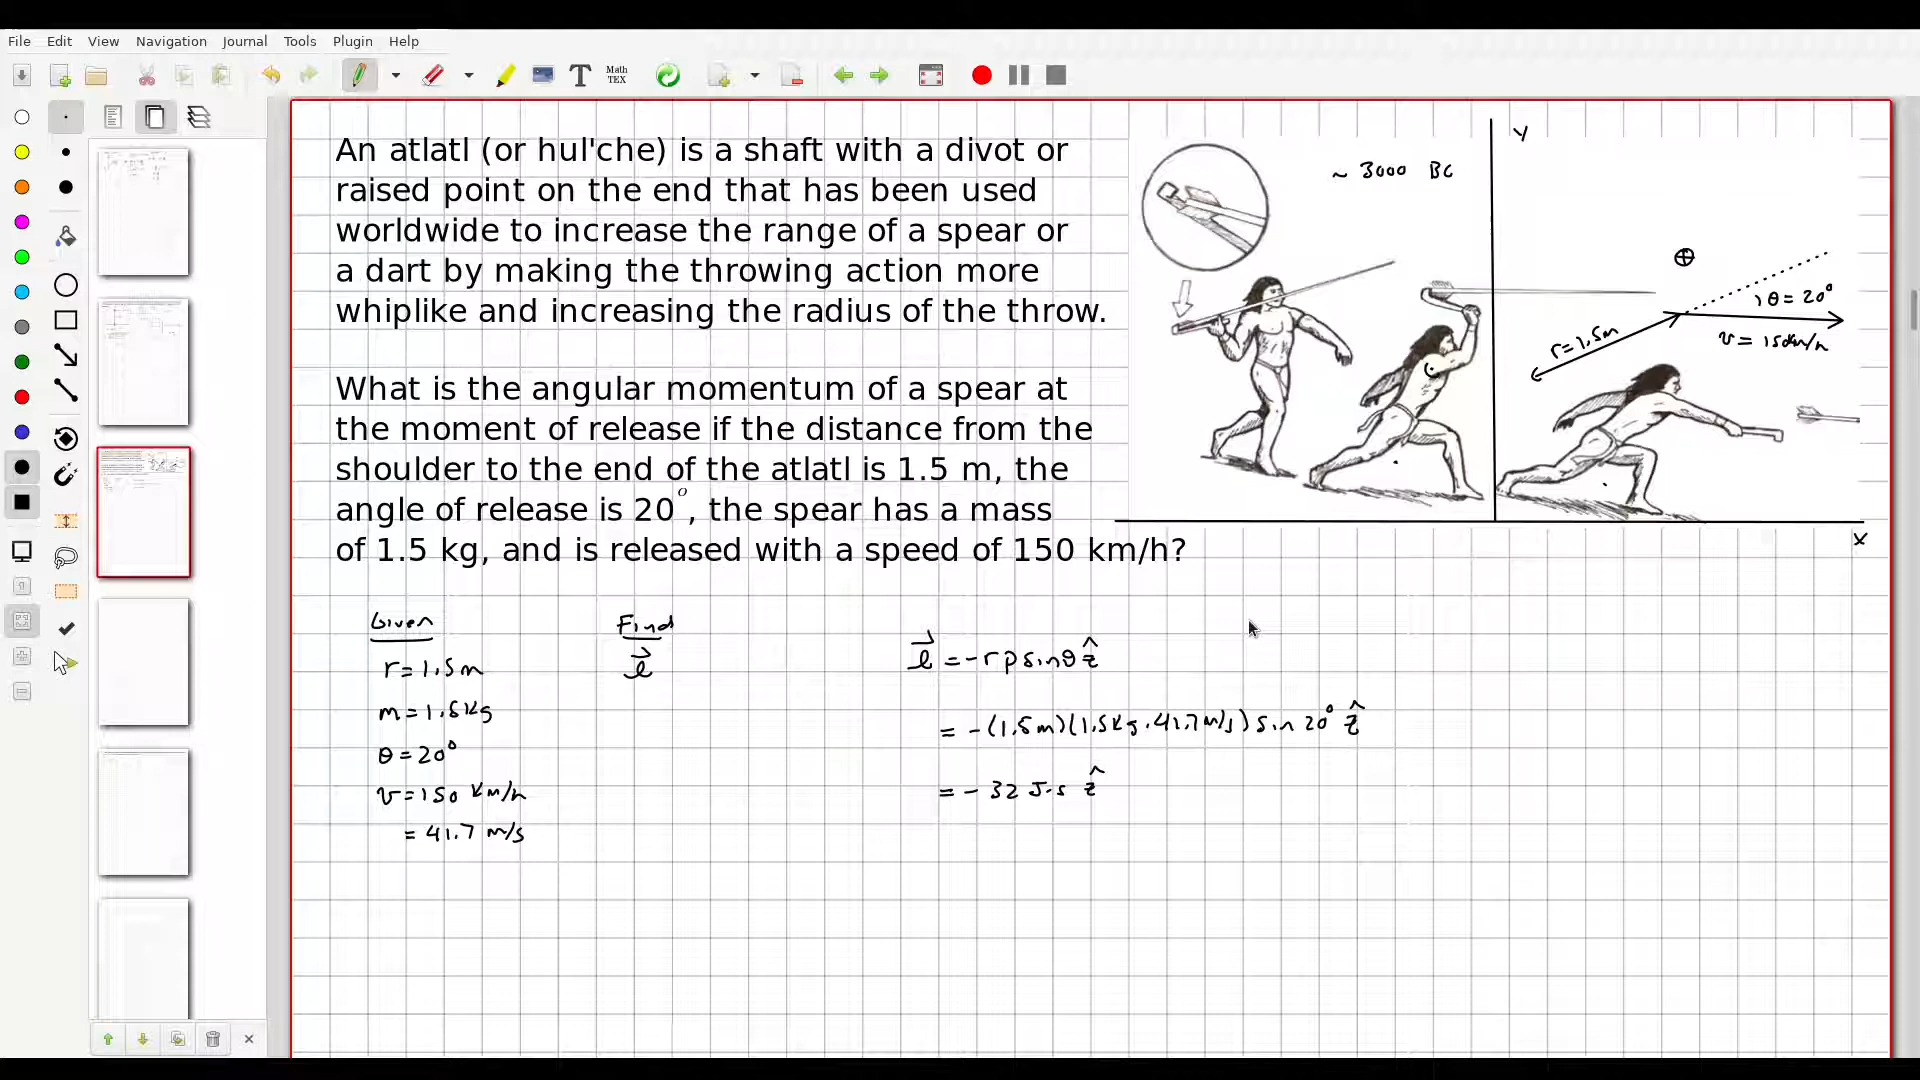 File Edit View Navigation Journal Tools Plugin Help
Math
TEX
An atlatl (or hul'che) is a shaft with a divot or
raised point on the end that has been used
worldwide to increase the range of a spear or
a dart by making the throwing action more
whiplike and increasing the radius of the throw.
What is the angular momentum of a spear at
the moment of release if the distance from the
shoulder to the end of the atlatl is 1.5 m, the
angle of release is 20°, the spear has a mass
of 1.5 kg, and is released with a speed of 150 km/h?
~ 3000 BC
y
θ = 20°
r=1.5m
v = 150km/h
x
Given
r=1.5m
m=1.5kg
θ=20°
v=150 km/h
= 41.7 m/s
Find
ℓ⃗
ℓ⃗ = -rpsinθ ẑ
= -(1.5m)(1.5kg·41.7m/s) sin 20° ẑ
= - 32 J·s ẑ